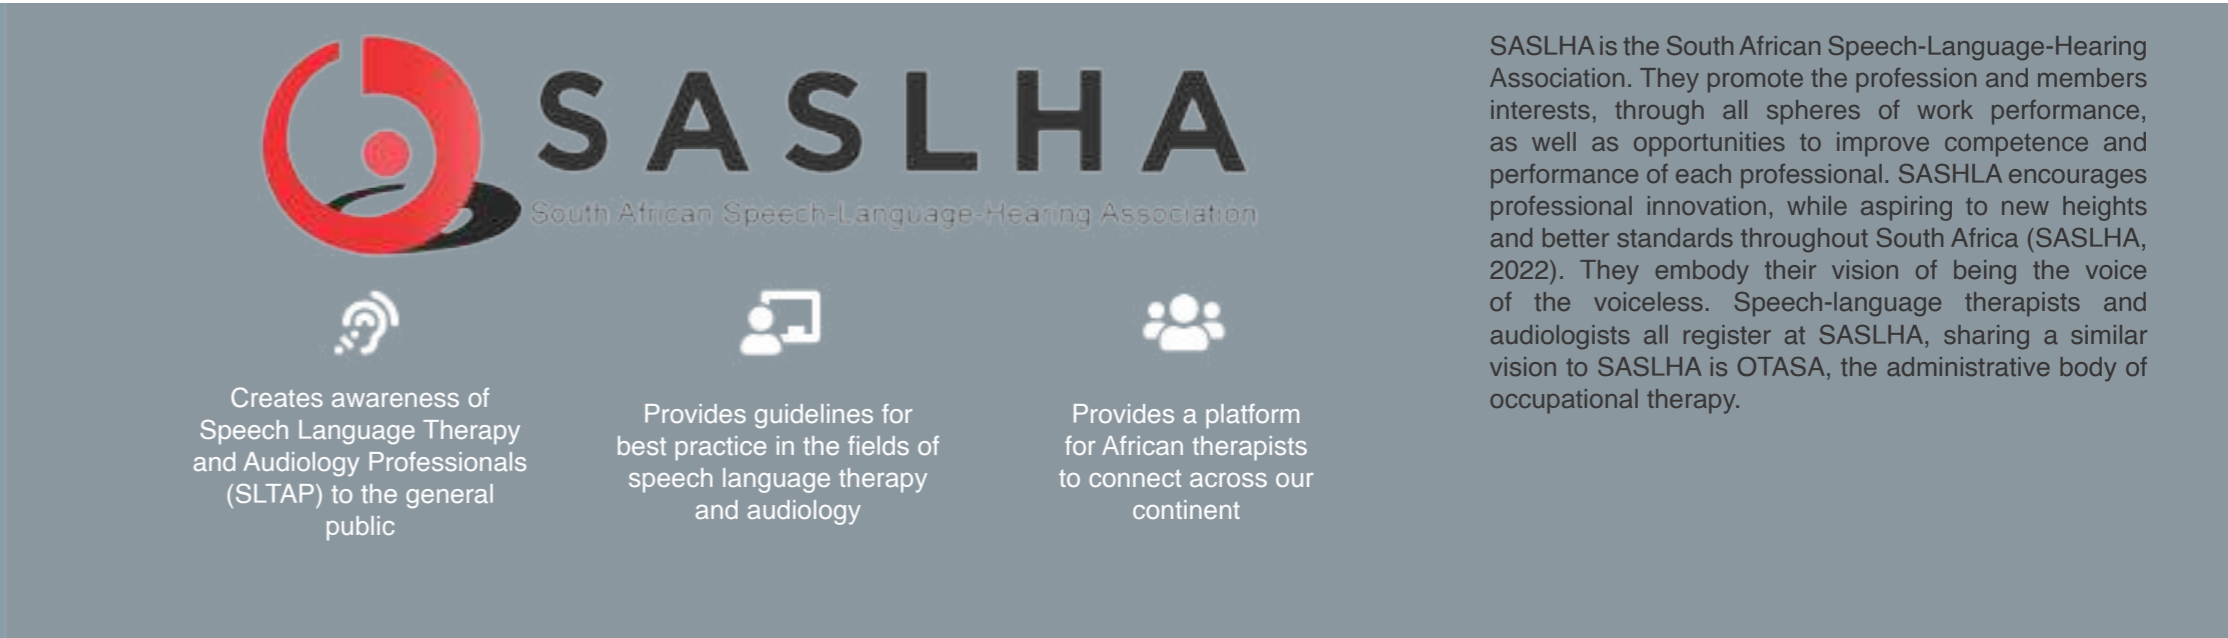 SASLHA
South African Speech-Language-Hearing Association
Creates awareness of
Speech Language Therapy
and Audiology Professionals
(SLTAP) to the general
public
Provides guidelines for
best practice in the fields of
speech language therapy
and audiology
Provides a platform
for African therapists
to connect across our
continent
SASLHA is the South African Speech-Language-Hearing
Association. They promote the profession and members
interests, through all spheres of work performance,
as well as opportunities to improve competence and
performance of each professional. SASHLA encourages
professional innovation, while aspiring to new heights
and better standards throughout South Africa (SASLHA,
2022). They embody their vision of being the voice
of the voiceless. Speech-language therapists and
audiologists all register at SASLHA, sharing a similar
vision to SASLHA is OTASA, the administrative body of
occupational therapy.